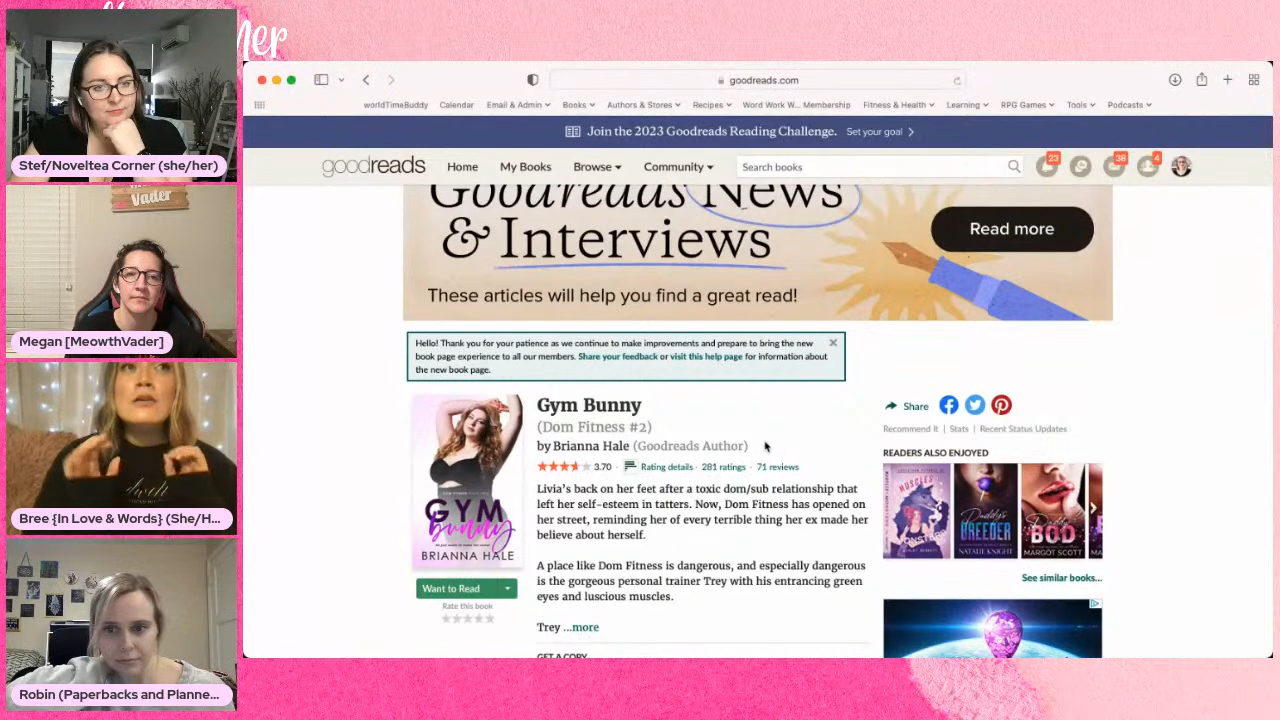 Mer
Stef/Noveltea Corner (she/her)
Vader
Megan [MeowthVader]
Bree {In Love & Words} (She/H...
Robin (Paperbacks and Planne...
goodreads.com
worldTimeBuddy Calendar Email & Admin Books Authors & Stores Recipes Word Work W... Membership Fitness & Health Learning RPG Games Tools Podcasts
Join the 2023 Goodreads Reading Challenge. Set your goal
goodreads Home My Books Browse Community Search books 23 38 4
Goodreads News
& Interviews
Read more
These articles will help you find a great read!
Hello! Thank you for your patience as we continue to make improvements and prepare to bring the new
book page experience to all our members. Share your feedback or visit this help page for information about
the new book page.
GYM
bunny
BRIANNA HALE
Want to Read
Rate this book
Gym Bunny
(Dom Fitness #2)
by Brianna Hale (Goodreads Author)
3.70 · Rating details · 281 ratings · 71 reviews
Livia's back on her feet after a toxic dom/sub relationship that
left her self-esteem in tatters. Now, Dom Fitness has opened on
her street, reminding her of every terrible thing her ex made her
believe about herself.
A place like Dom Fitness is dangerous, and especially dangerous
is the gorgeous personal trainer Trey with his entrancing green
eyes and luscious muscles.
Trey ...more
GET A COPY
Share
Recommend It | Stats | Recent Status Updates
READERS ALSO ENJOYED
MUSCLES
Daddy's
BREEDER
NATALIE KNIGHT
Daddy
BOD
MARGOT SCOTT
See similar books...